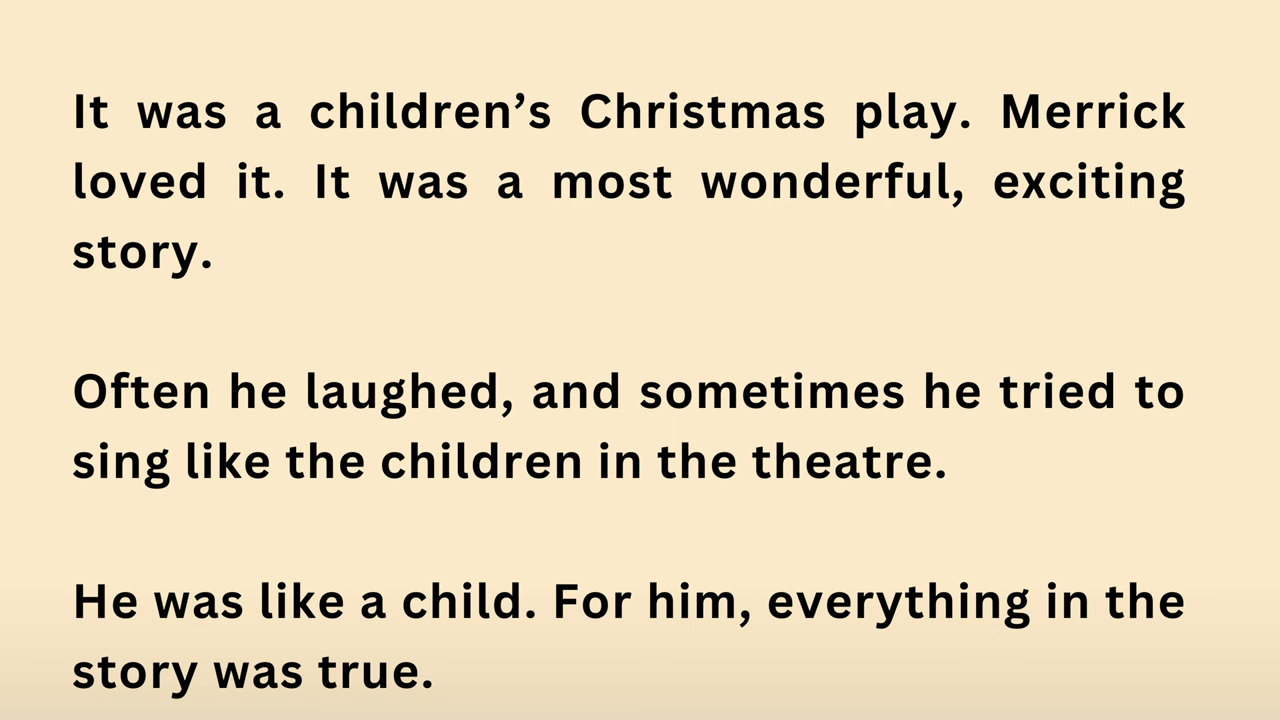 It was a children’s Christmas play. Merrick
loved it. It was a most wonderful, exciting
story.
Often he laughed, and sometimes he tried to
sing like the children in the theatre.
He was like a child. For him, everything in the
story was true.